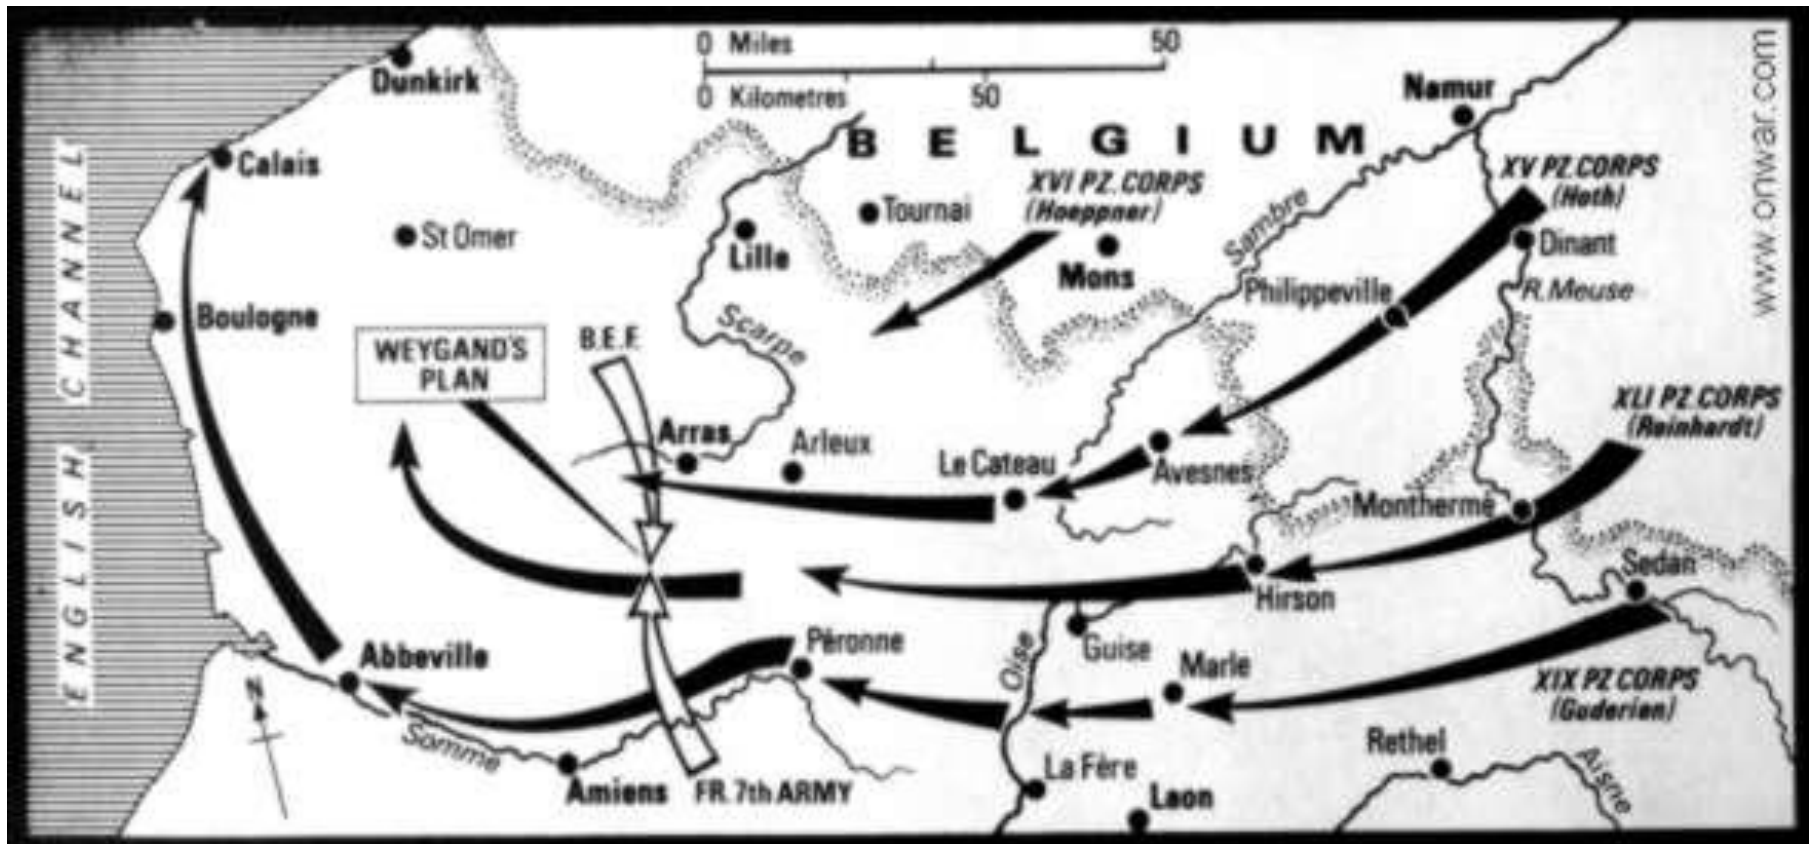 0 Miles 50
0 Kilometres 50
Dunkirk
Namur
BELGIUM
Calais
XVI PZ. CORPS
(Hoeppner)
XV PZ. CORPS
(Hoth)
www.onwar.com
ENGLISH CHANNEL
St Omer
Tournai
Lille
Mons
Sambre
Dinant
Philippeville
R. Meuse
Boulogne
Scarpe
B.E.F.
WEYGAND'S
PLAN
XLI PZ. CORPS
(Reinhardt)
Arras
Arleux
Le Cateau
Avesnes
Montherme
Sedan
Hirson
Abbeville
Péronne
Oise
Guise
Marle
XIX PZ CORPS
(Guderien)
N
Somme
Amiens
FR. 7th ARMY
La Fère
Laon
Rethel
Aisne